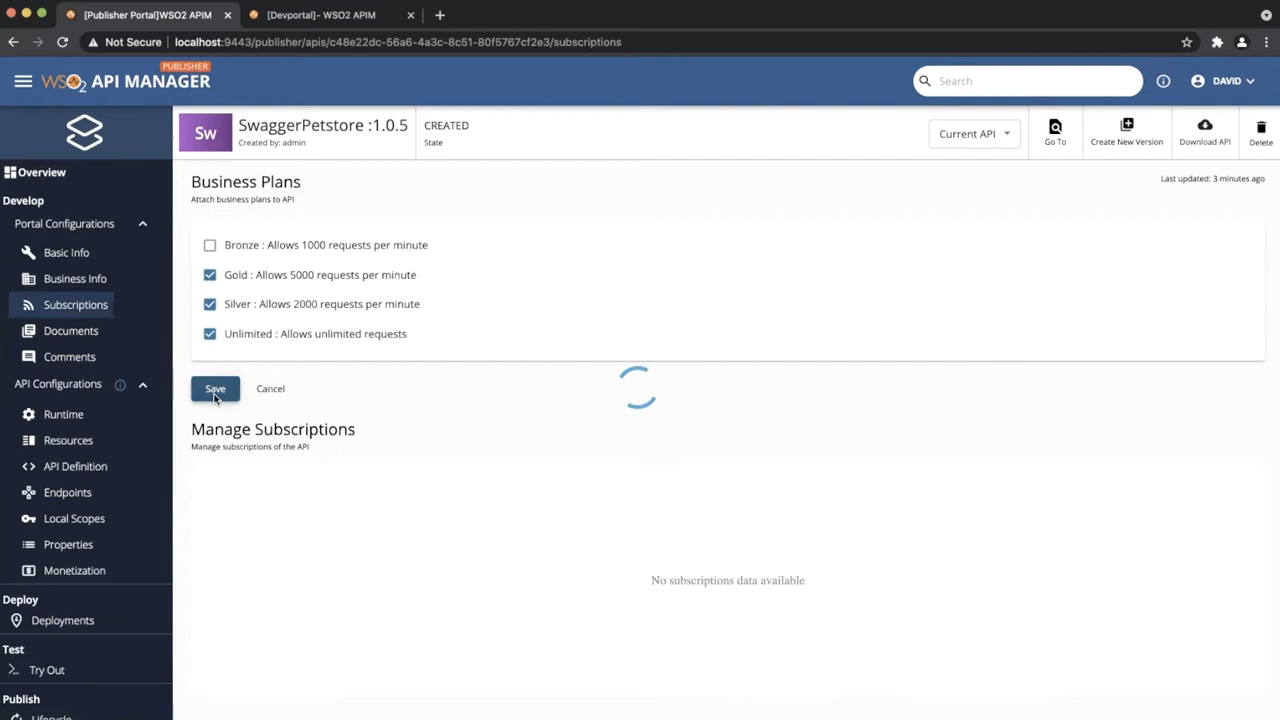 [Publisher Portal]WSO2 APIM
[Devportal]- WSO2 APIM
Not Secure
localhost:9443/publisher/apis/c48e22dc-56a6-4a3c-8c51-80f5767cf2e3/subscriptions
PUBLISHER
WSO2 API MANAGER
Search
DAVID
Sw
SwaggerPetstore :1.0.5
Created by: admin
CREATED
State
Current API
Go To
Create New Version
Download API
Delete
Overview
Develop
Portal Configurations
Basic Info
Business Info
Subscriptions
Documents
Comments
API Configurations
Runtime
Resources
API Definition
Endpoints
Local Scopes
Properties
Monetization
Deploy
Deployments
Test
Try Out
Publish
Lifecycle
Business Plans
Attach business plans to API
Last updated: 3 minutes ago
Bronze : Allows 1000 requests per minute
Gold : Allows 5000 requests per minute
Silver : Allows 2000 requests per minute
Unlimited : Allows unlimited requests
Save
Cancel
Manage Subscriptions
Manage subscriptions of the API
No subscriptions data available